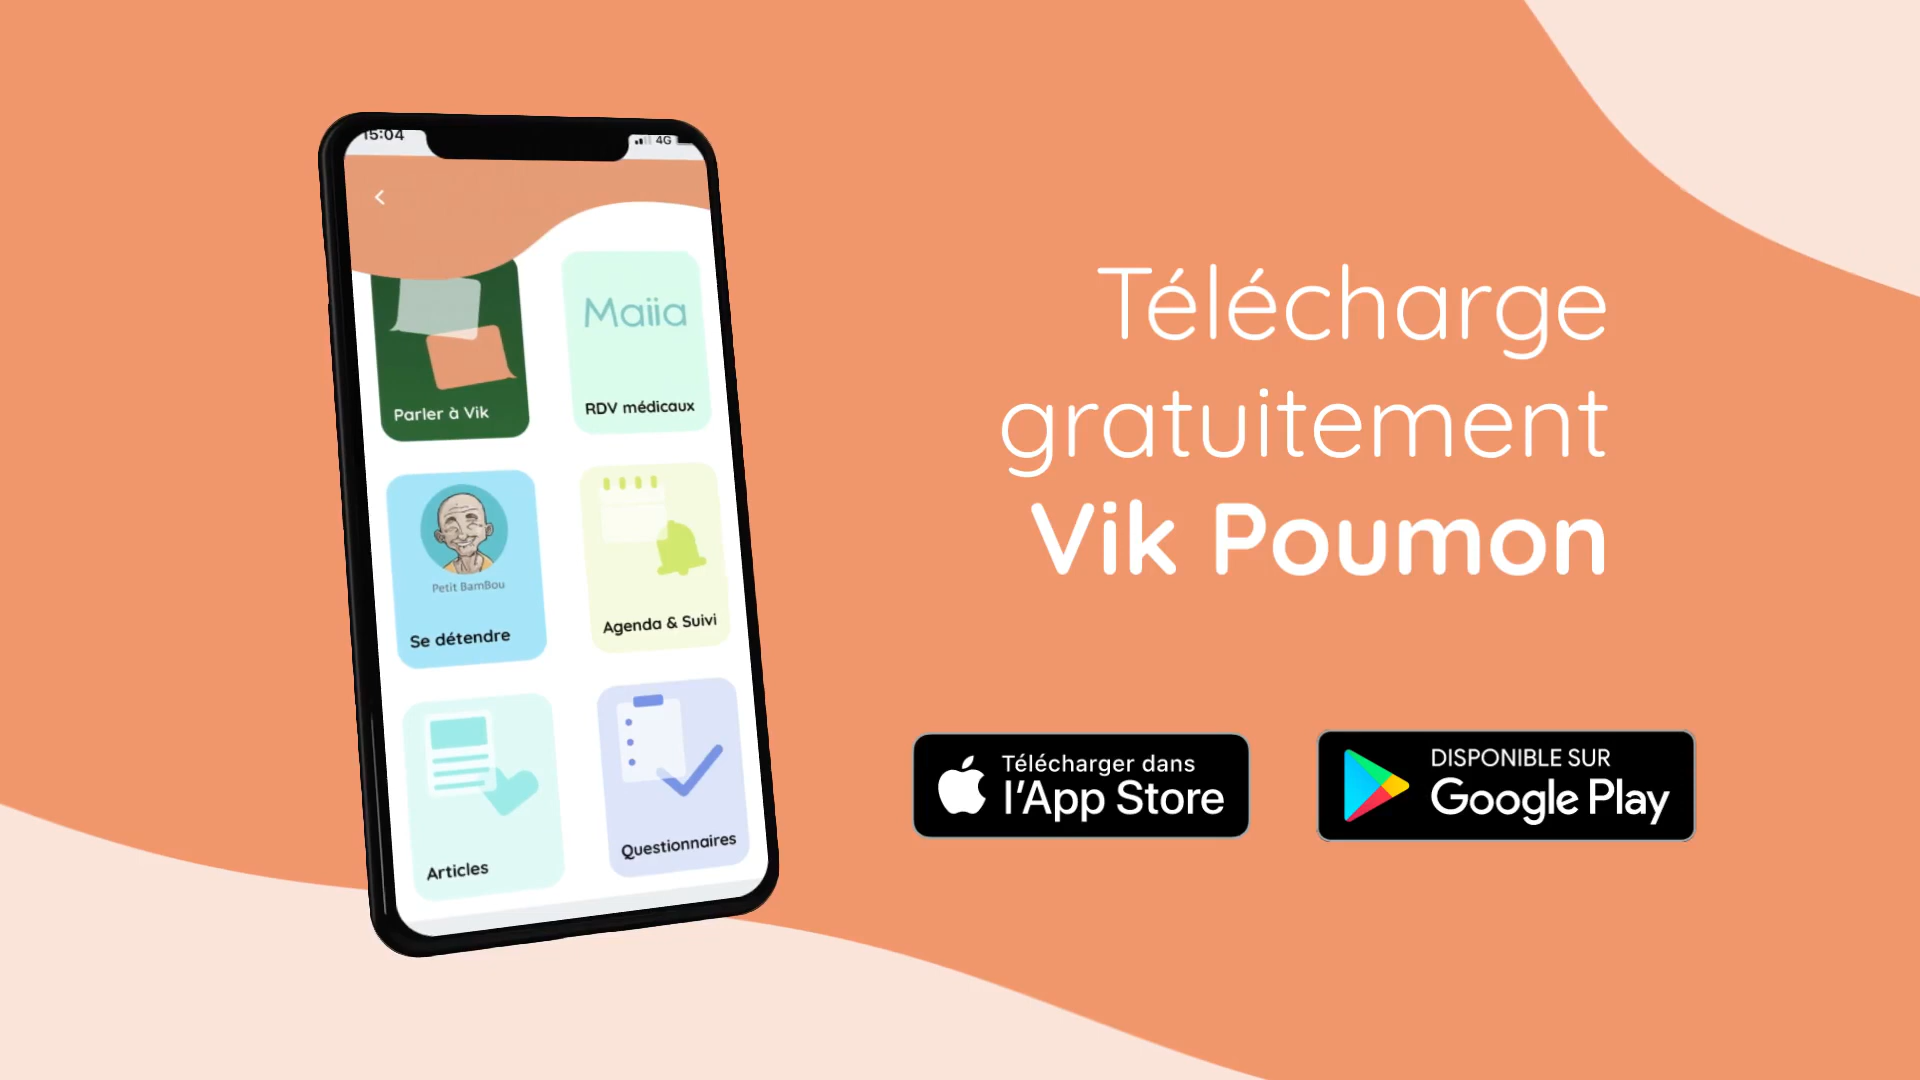 15:04
4G
Maiia
Parler à Vik
RDV médicaux
Petit BamBou
Se détendre
Agenda & Suivi
Articles
Questionnaires
Télécharge
gratuitement
Vik Poumon
Télécharger dans
l'App Store
DISPONIBLE SUR
Google Play